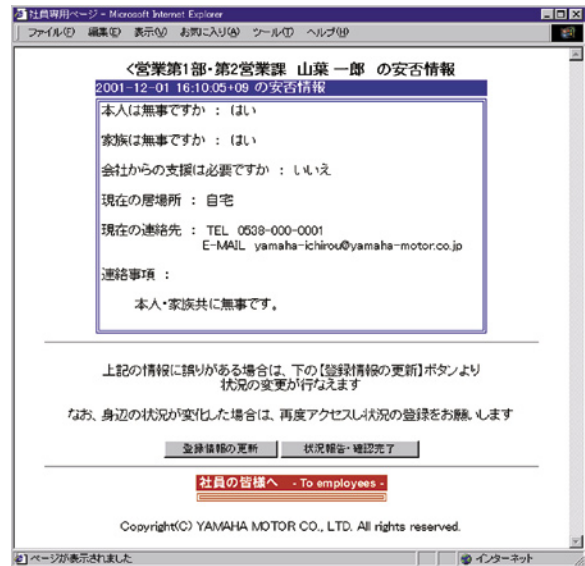 社員専用ページ - Microsoft Internet Explorer
ファイル(F) 編集(E) 表示(V) お気に入り(A) ツール(T) ヘルプ(H)
<営業第1部・第2営業課 山葉 一郎 の安否情報
2001-12-01 16:10:05+09 の安否情報
本人は無事ですか : はい
家族は無事ですか : はい
会社からの支援は必要ですか : いいえ
現在の居場所 : 自宅
現在の連絡先 : TEL 0538-000-0001
E-MAIL yamaha-ichirou@yamaha-motor.co.jp
連絡事項 :
本人・家族共に無事です。
上記の情報に誤りがある場合は、下の【登録情報の更新】ボタンより
状況の変更が行なえます
なお、身辺の状況が変化した場合は、再度アクセスし状況の登録をお願いします
登録情報の更新 状況報告・確認完了
社員の皆様へ - To employees -
Copyright(C) YAMAHA MOTOR CO., LTD. All rights reserved.
ページが表示されました インターネット